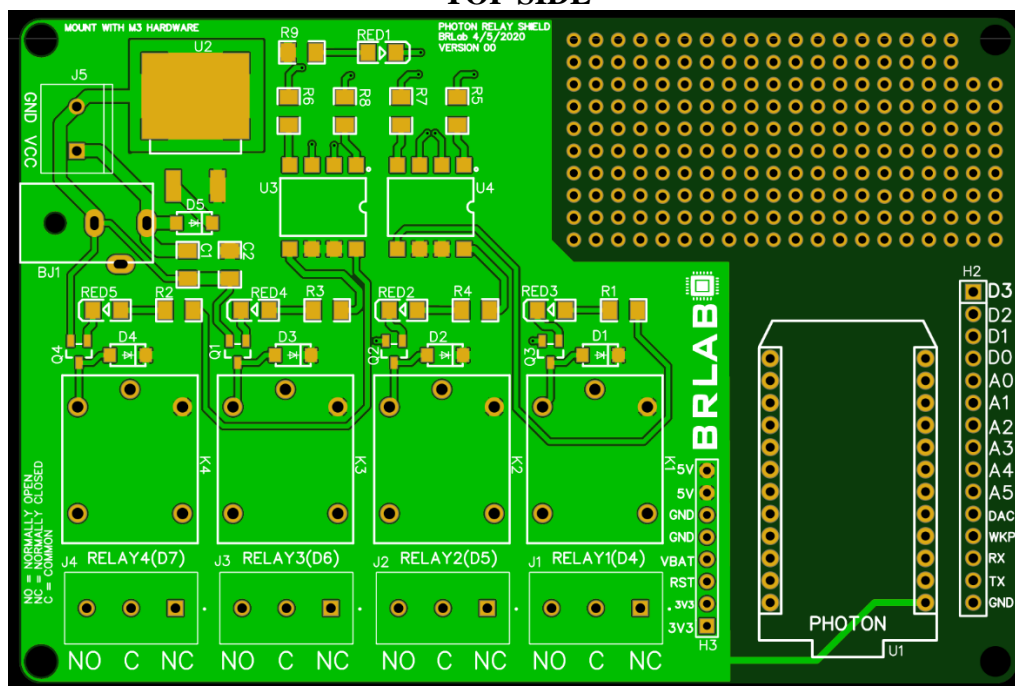 TOP SIDE
MOUNT WITH M3 HARDWARE
PHOTON RELAY SHIELD
BRLab 4/5/2020
VERSION 00
U2
R9
RED1
J5
GND VCC
R6
R8
R7
R5
U3
U4
D5
BJ1
C1
C2
H2
D3
D2
D1
D0
A0
A1
A2
A3
A4
A5
DAC
WKP
RX
TX
GND
RED5
R2
RED4
R3
RED2
R4
RED3
R1
Q4
D4
Q1
D3
Q2
D2
Q3
D1
BRLAB
K4
K3
K2
K1
5V
5V
GND
GND
VBAT
RST
3V3
3V3
H3
NO = NORMALLY OPEN
NC = NORMALLY CLOSED
C = COMMON
J4 RELAY4(D7)
J3 RELAY3(D6)
J2 RELAY2(D5)
J1 RELAY1(D4)
NO C NC
NO C NC
NO C NC
NO C NC
PHOTON
U1